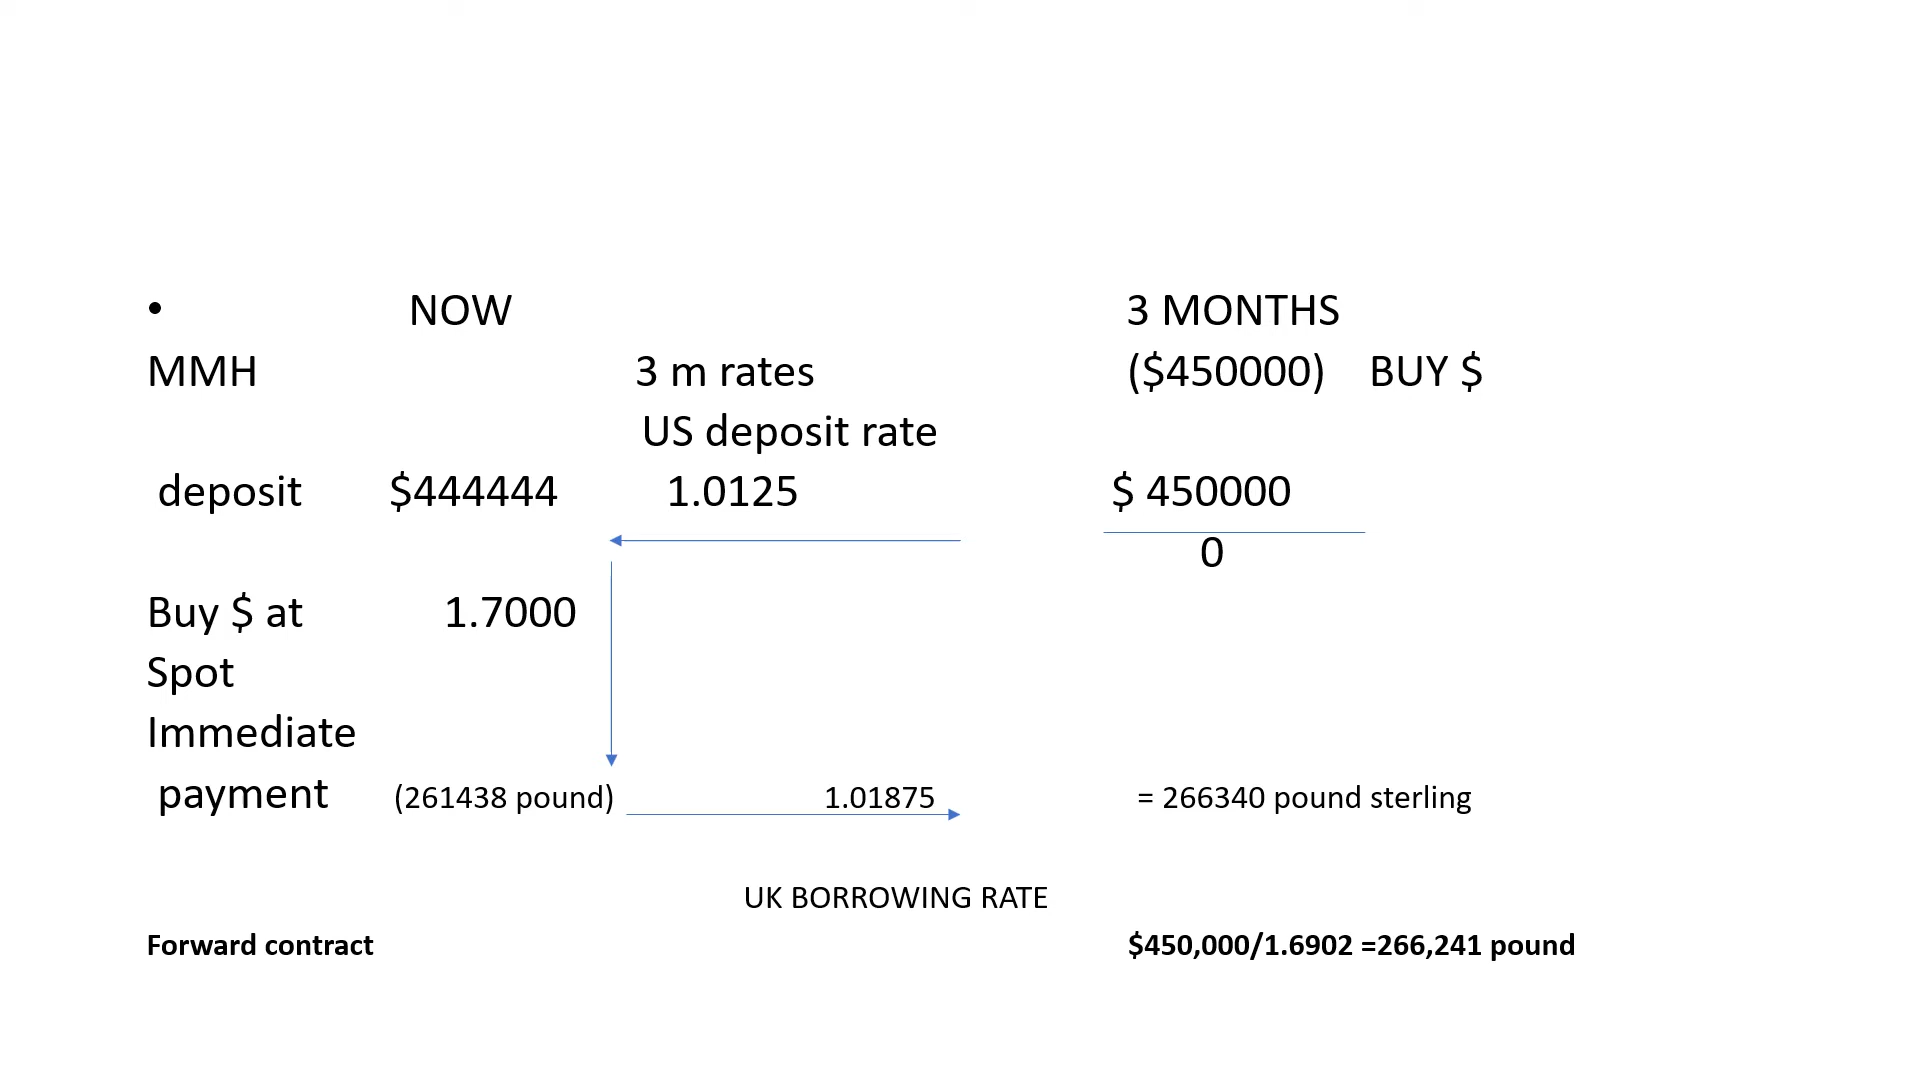 • NOW 3 MONTHS
MMH 3 m rates ($450000) BUY $
US deposit rate
deposit $444444 1.0125 $ 450000
0
Buy $ at 1.7000
Spot
Immediate
payment (261438 pound) 1.01875 = 266340 pound sterling
UK BORROWING RATE
Forward contract $450,000/1.6902 =266,241 pound